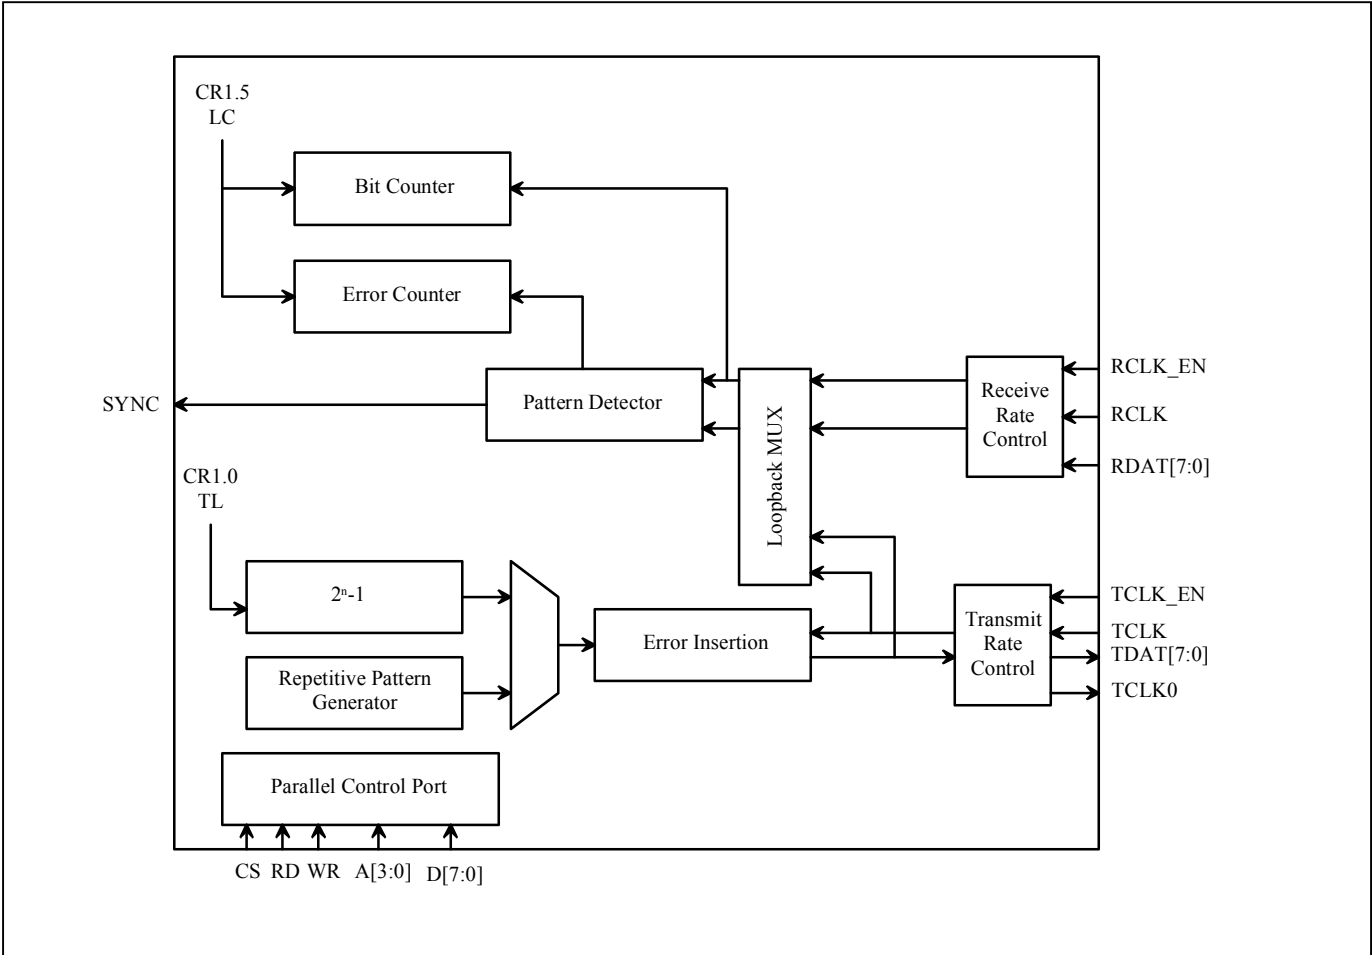 CR1.5
LC
Bit Counter
Error Counter
RCLK_EN
Receive
Rate
Control
Pattern Detector
SYNC
Loopback MUX
RCLK
RDAT[7:0]
CR1.0
TL
2ⁿ-1
TCLK_EN
Transmit
Rate
Control
TCLK
Error Insertion
TDAT[7:0]
Repetitive Pattern
Generator
TCLK0
Parallel Control Port
CS RD WR A[3:0] D[7:0]